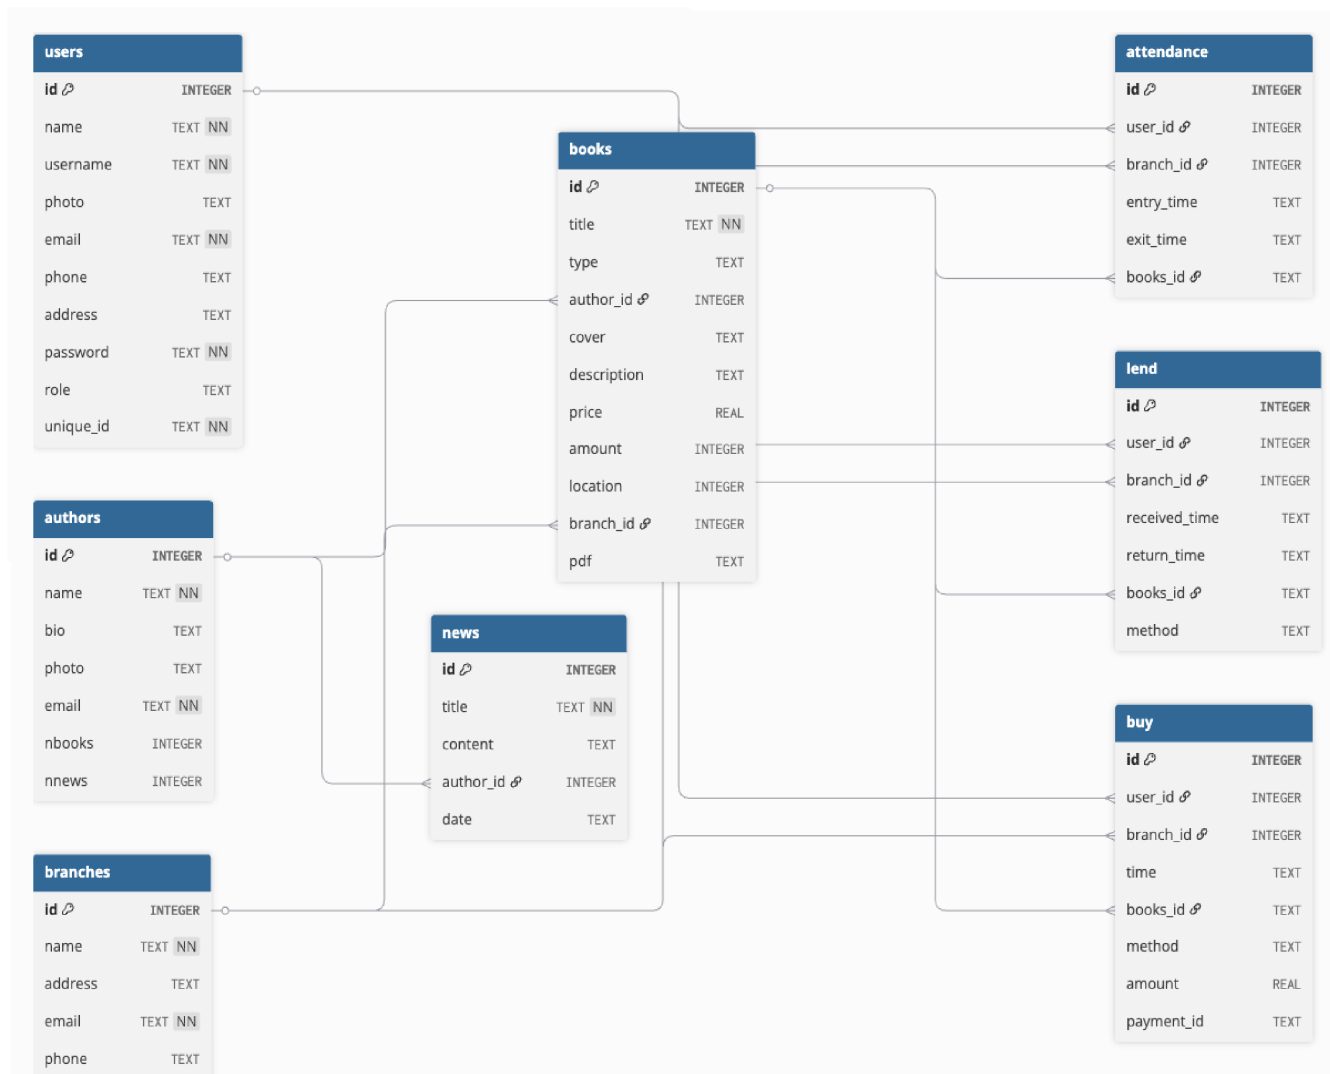 users
id INTEGER
name TEXT NN
username TEXT NN
photo TEXT
email TEXT NN
phone TEXT
address TEXT
password TEXT NN
role TEXT
unique_id TEXT NN
authors
id INTEGER
name TEXT NN
bio TEXT
photo TEXT
email TEXT NN
nbooks INTEGER
nnews INTEGER
branches
id INTEGER
name TEXT NN
address TEXT
email TEXT NN
phone TEXT
books
id INTEGER
title TEXT NN
type TEXT
author_id INTEGER
cover TEXT
description TEXT
price REAL
amount INTEGER
location INTEGER
branch_id INTEGER
pdf TEXT
news
id INTEGER
title TEXT NN
content TEXT
author_id INTEGER
date TEXT
attendance
id INTEGER
user_id INTEGER
branch_id INTEGER
entry_time TEXT
exit_time TEXT
books_id TEXT
lend
id INTEGER
user_id INTEGER
branch_id INTEGER
received_time TEXT
return_time TEXT
books_id TEXT
method TEXT
buy
id INTEGER
user_id INTEGER
branch_id INTEGER
time TEXT
books_id TEXT
method TEXT
amount REAL
payment_id TEXT